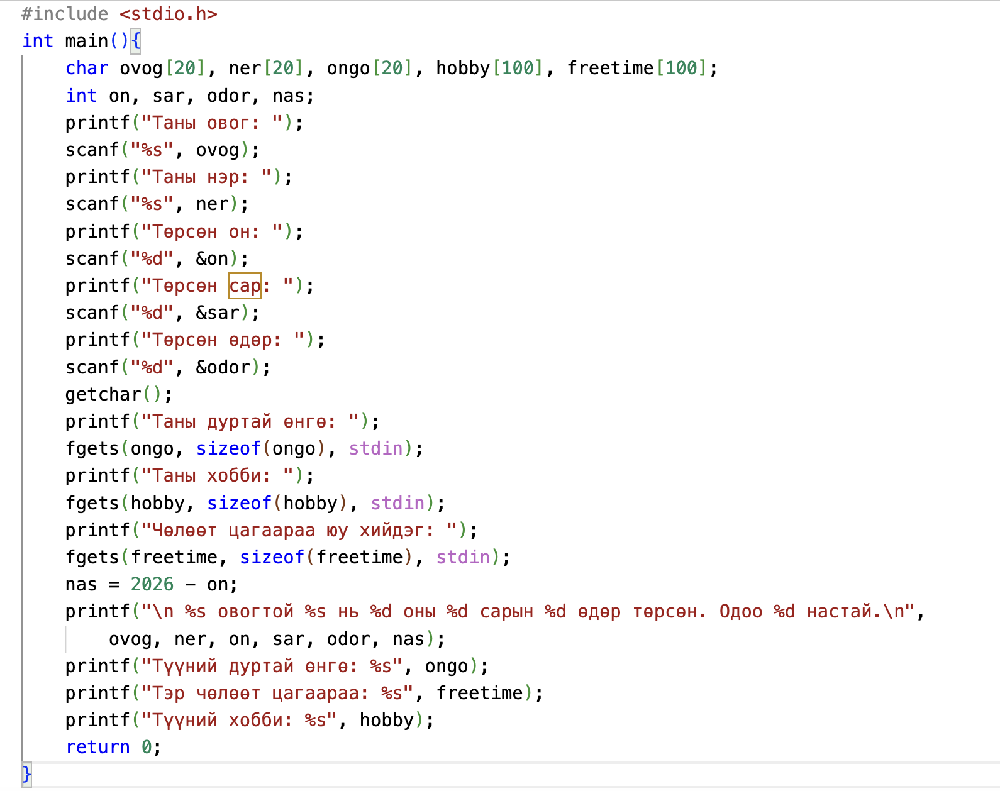 #include <stdio.h>
int main(){
char ovog[20], ner[20], ongo[20], hobby[100], freetime[100];
int on, sar, odor, nas;
printf("Таны овог: ");
scanf("%s", ovog);
printf("Таны нэр: ");
scanf("%s", ner);
printf("Төрсөн он: ");
scanf("%d", &on);
printf("Төрсөн сар: ");
scanf("%d", &sar);
printf("Төрсөн өдөр: ");
scanf("%d", &odor);
getchar();
printf("Таны дуртай өнгө: ");
fgets(ongo, sizeof(ongo), stdin);
printf("Таны хобби: ");
fgets(hobby, sizeof(hobby), stdin);
printf("Чөлөөт цагаараа юу хийдэг: ");
fgets(freetime, sizeof(freetime), stdin);
nas = 2026 - on;
printf("\n %s овогтой %s нь %d оны %d сарын %d өдөр төрсөн. Одоо %d настай.\n",
ovog, ner, on, sar, odor, nas);
printf("Түүний дуртай өнгө: %s", ongo);
printf("Тэр чөлөөт цагаараа: %s", freetime);
printf("Түүний хобби: %s", hobby);
return 0;
}